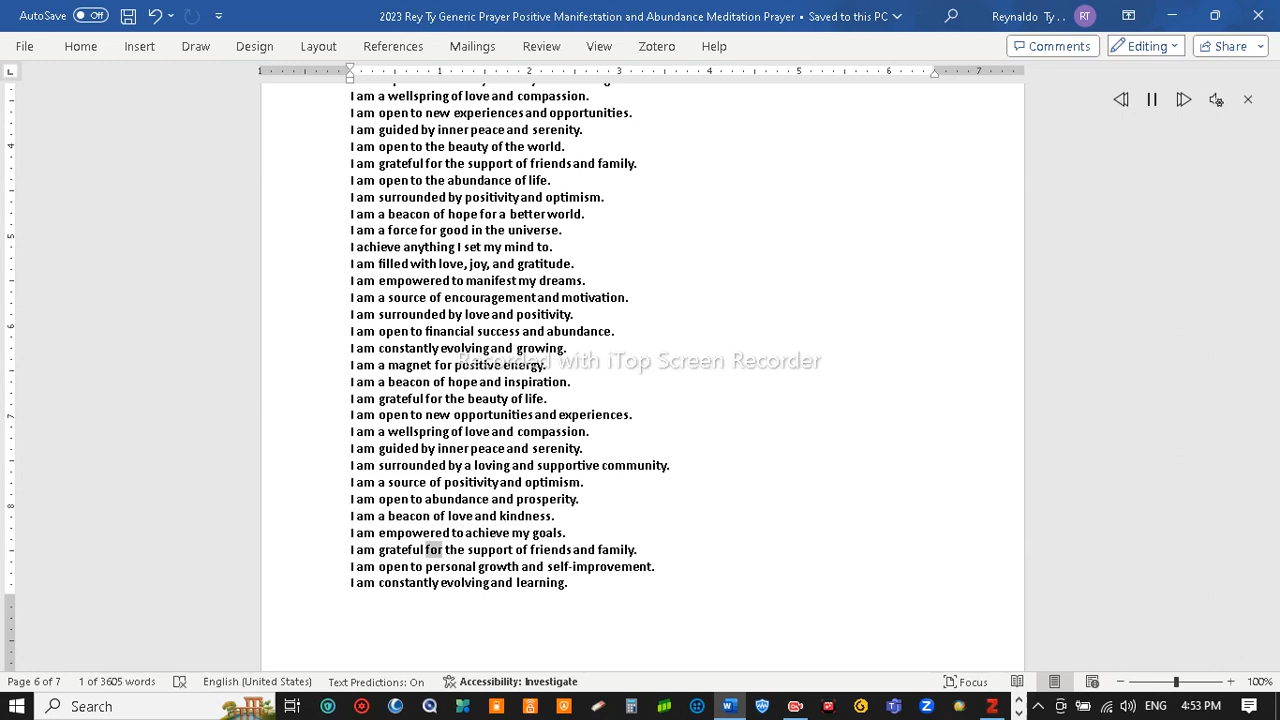 AutoSave Off 2023 Rey Ty Generic Prayer Positive Manifestation and Abundance Meditation Prayer • Saved to this PC Reynaldo Ty .. RT
File Home Insert Draw Design Layout References Mailings Review View Zotero Help Comments Editing Share
1 1 2 3 4 5 6 7
I am a wellspring of love and compassion.
I am open to new experiences and opportunities.
I am guided by inner peace and serenity.
I am open to the beauty of the world.
I am grateful for the support of friends and family.
I am open to the abundance of life.
I am surrounded by positivity and optimism.
I am a beacon of hope for a better world.
I am a force for good in the universe.
I achieve anything I set my mind to.
I am filled with love, joy, and gratitude.
I am empowered to manifest my dreams.
I am a source of encouragement and motivation.
I am surrounded by love and positivity.
I am open to financial success and abundance.
I am constantly evolving and growing.
Recorded with iTop Screen Recorder
I am a magnet for positive energy.
I am a beacon of hope and inspiration.
I am grateful for the beauty of life.
I am open to new opportunities and experiences.
I am a wellspring of love and compassion.
I am guided by inner peace and serenity.
I am surrounded by a loving and supportive community.
I am a source of positivity and optimism.
I am open to abundance and prosperity.
I am a beacon of love and kindness.
I am empowered to achieve my goals.
I am grateful for the support of friends and family.
I am open to personal growth and self-improvement.
I am constantly evolving and learning.
4
5
6
7
8
Page 6 of 7 1 of 3605 words English (United States) Text Predictions: On Accessibility: Investigate Focus 100%
Search ENG 4:53 PM